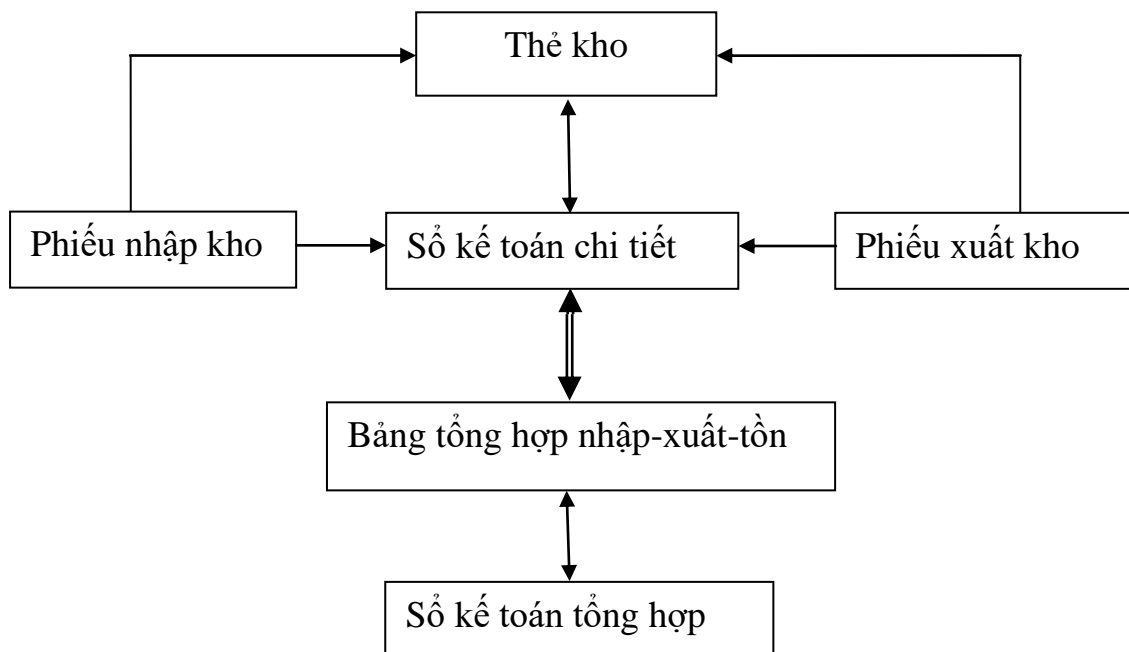 Thẻ kho
Phiếu nhập kho
Sổ kế toán chi tiết
Phiếu xuất kho
Bảng tổng hợp nhập-xuất-tồn
Sổ kế toán tổng hợp